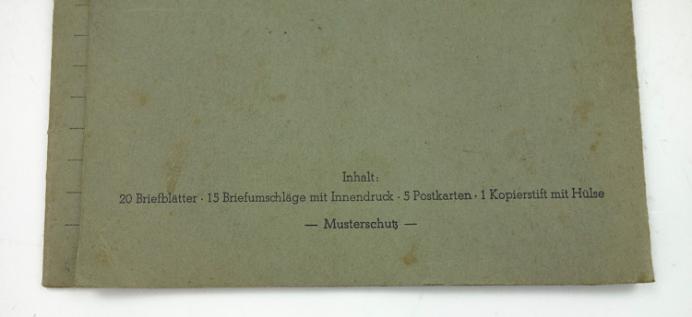 Inhalt:
20 Briefblätter · 15 Briefumschläge mit Innendruck · 5 Postkarten · 1 Kopierstift mit Hülse
— Musterschutz —